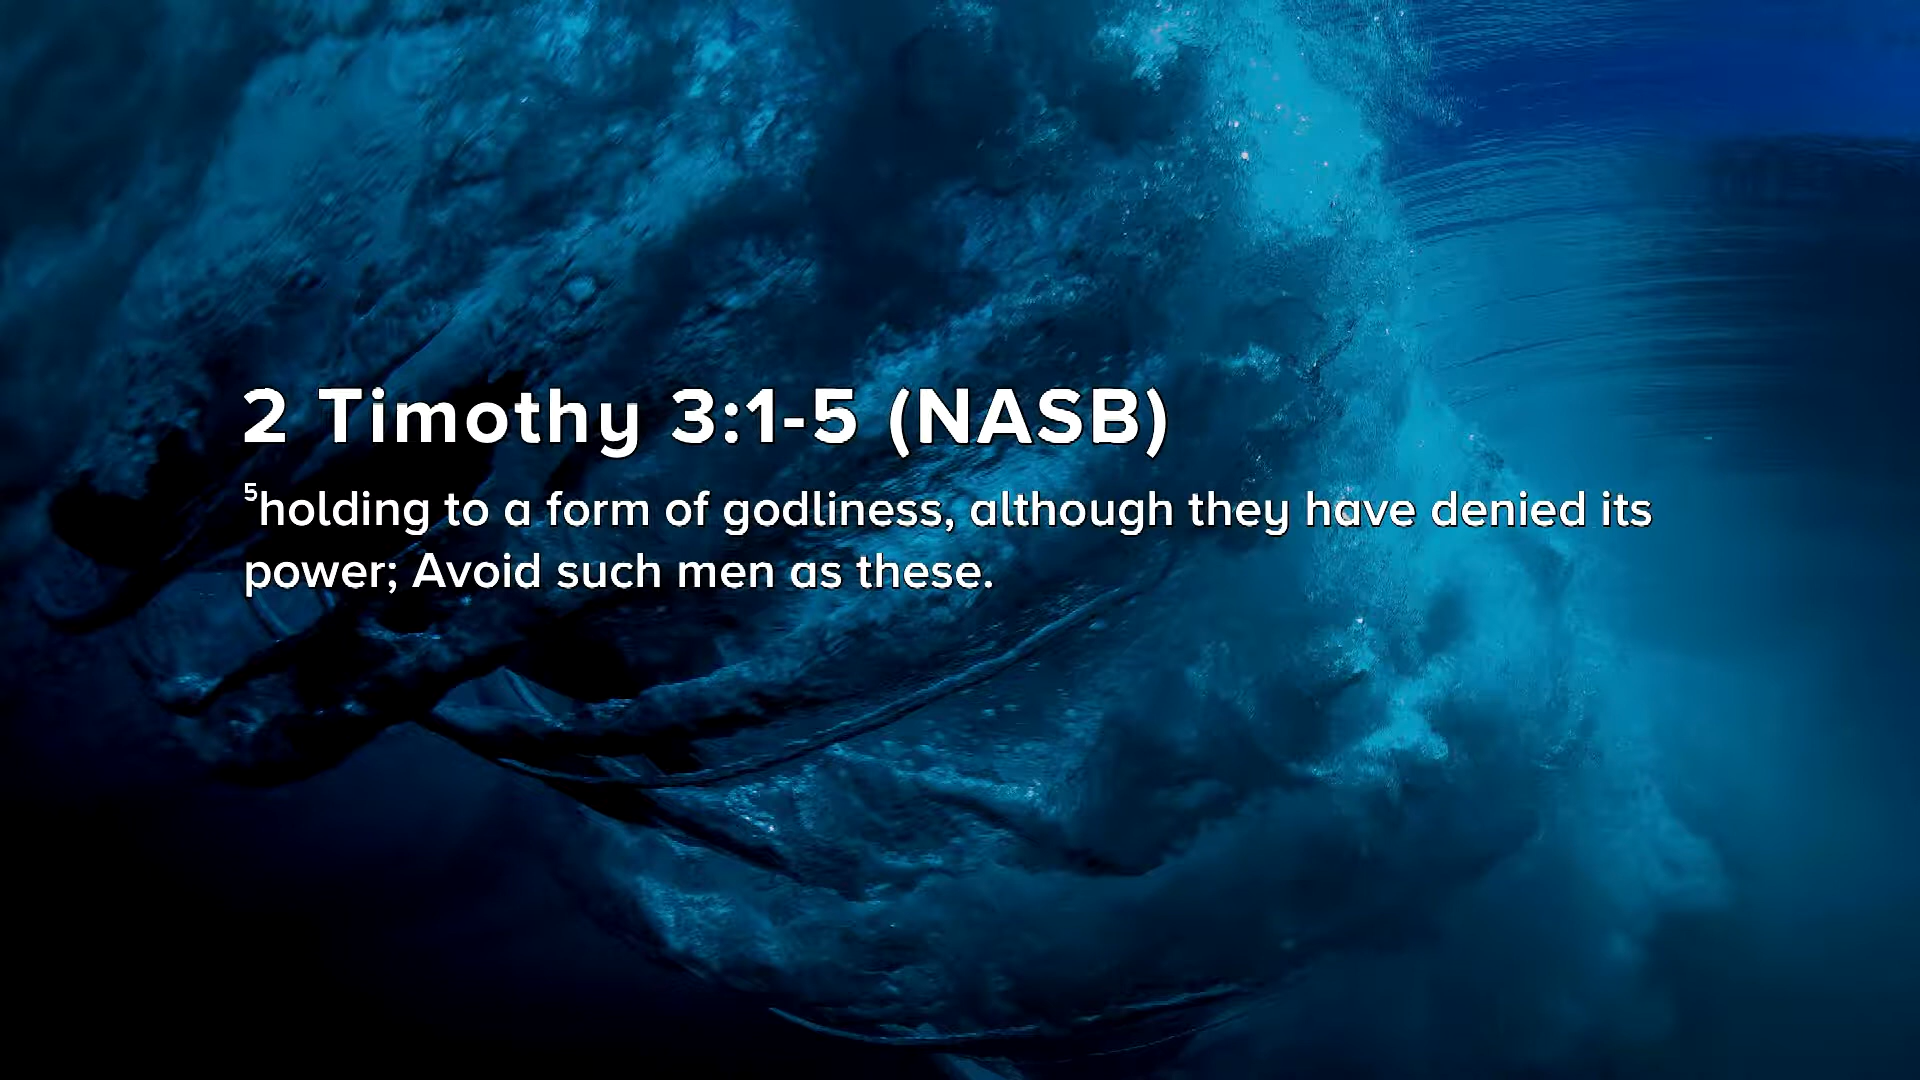 2 Timothy 3:1-5 (NASB)
⁵holding to a form of godliness, although they have denied its
power; Avoid such men as these.